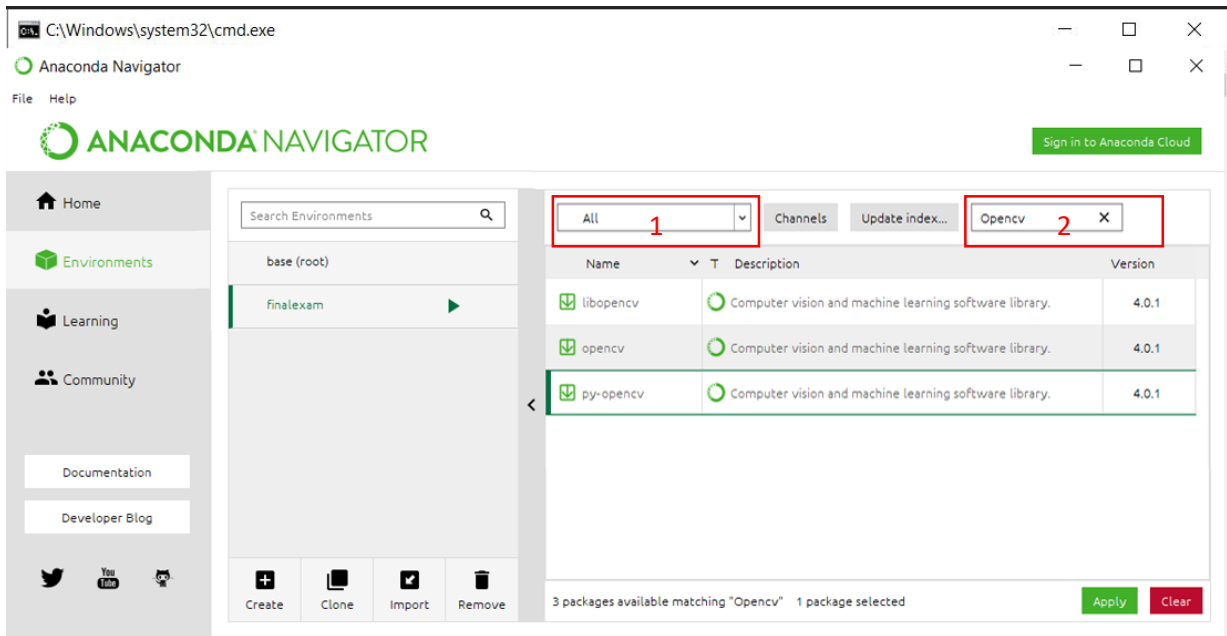 C:\Windows\system32\cmd.exe
Anaconda Navigator
File Help
ANACONDA NAVIGATOR
Sign in to Anaconda Cloud
Home
Environments
Learning
Community
Documentation
Developer Blog
You Tube
Search Environments
base (root)
finalexam
Create Clone Import Remove
All 1 Channels Update index... Opencv 2 X
Name T Description Version
libopencv Computer vision and machine learning software library. 4.0.1
opencv Computer vision and machine learning software library. 4.0.1
py-opencv Computer vision and machine learning software library. 4.0.1
3 packages available matching "Opencv" 1 package selected
Apply Clear